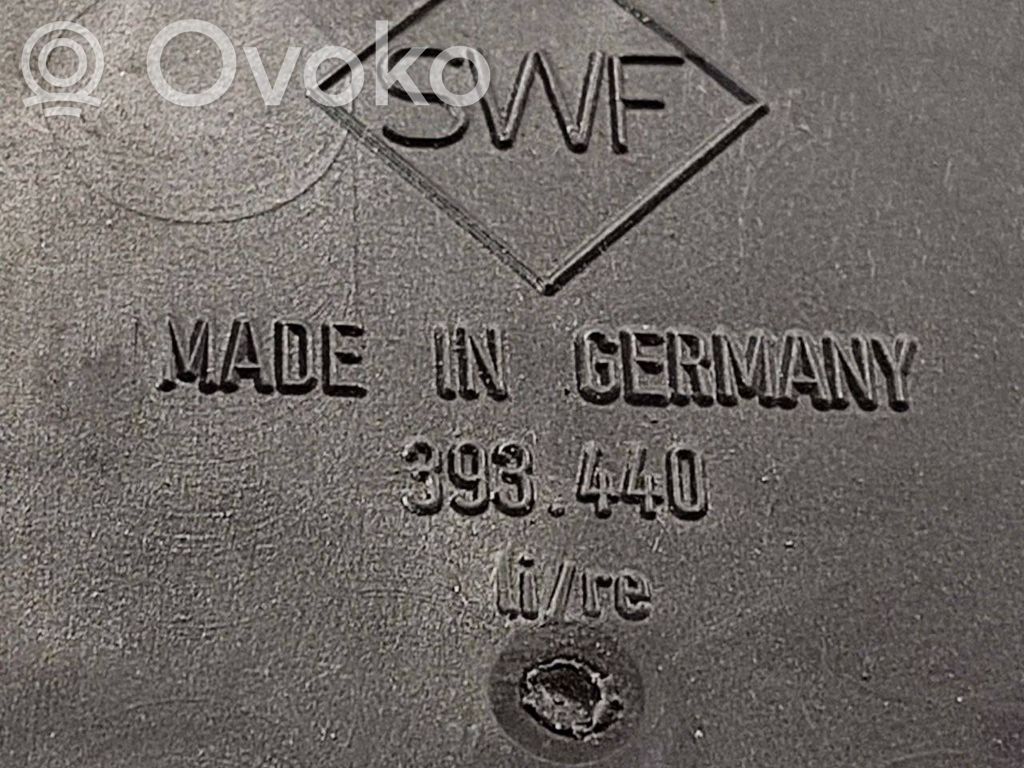 Ovoko
SWF
MADE IN GERMANY
393.440
li/re